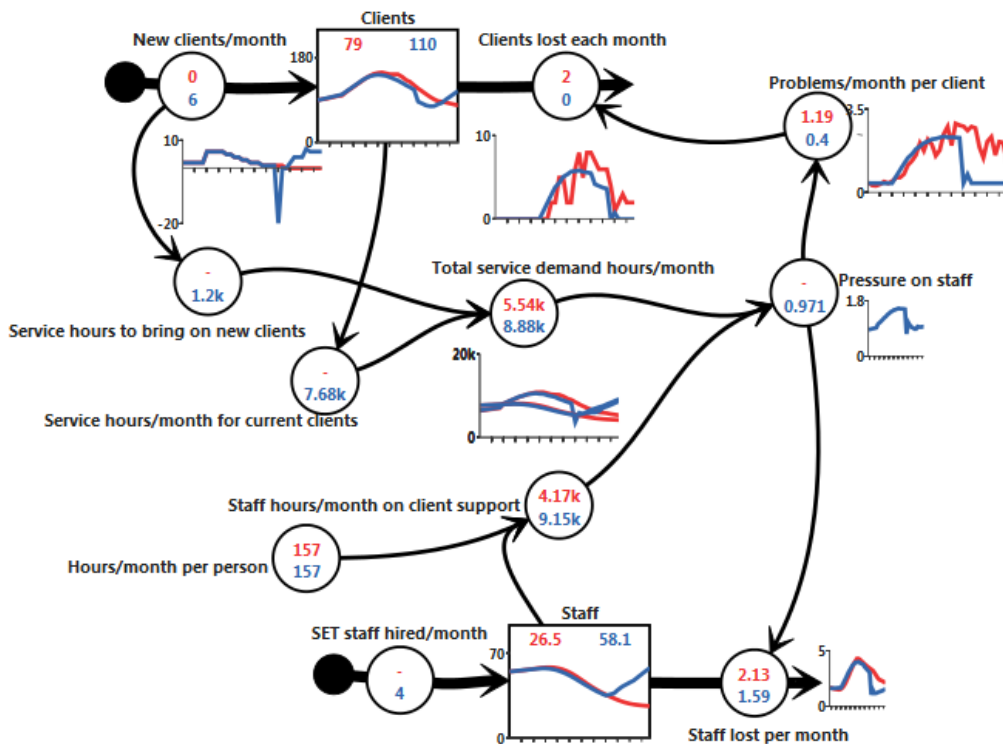 Clients
New clients/month
79 110
Clients lost each month
180
0
6
2
0
Problems/month per client
1.19
0.4
3.5
0
0
10
-20
10
0
-
1.2k
Total service demand hours/month
5.54k
8.88k
-
0.971
Pressure on staff
1.8
0
Service hours to bring on new clients
20k
0
-
7.68k
Service hours/month for current clients
Staff hours/month on client support
4.17k
9.15k
Hours/month per person
157
157
SET staff hired/month
-
4
Staff
26.5 58.1
70
0
2.13
1.59
5
0
Staff lost per month